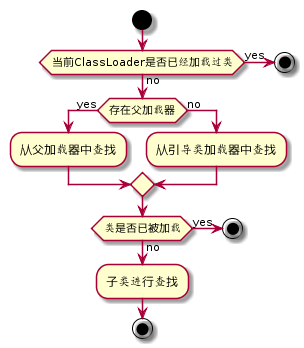 当前ClassLoader是否已经加载过类
yes
no
存在父加载器
yes
no
从父加载器中查找
从引导类加载器中查找
类是否已被加载
yes
no
子类进行查找